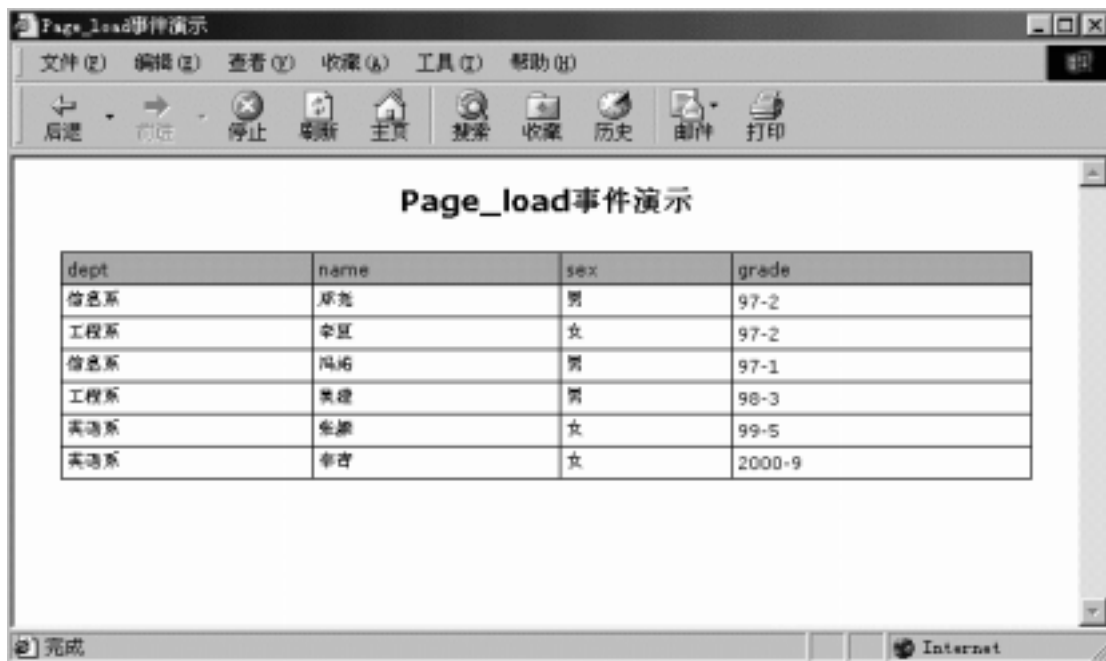 Page_load事件演示
文件(F) 编辑(E) 查看(V) 收藏(A) 工具(T) 帮助(H)
后退 前进 停止 刷新 主页 搜索 收藏 历史 邮件 打印
Page_load事件演示
dept name sex grade
信息系 男 97-2
工程系 女 97-2
信息系 男 97-1
工程系 男 98-3
英语系 张颖 女 99-5
英语系 女 2000-9
完成 Internet